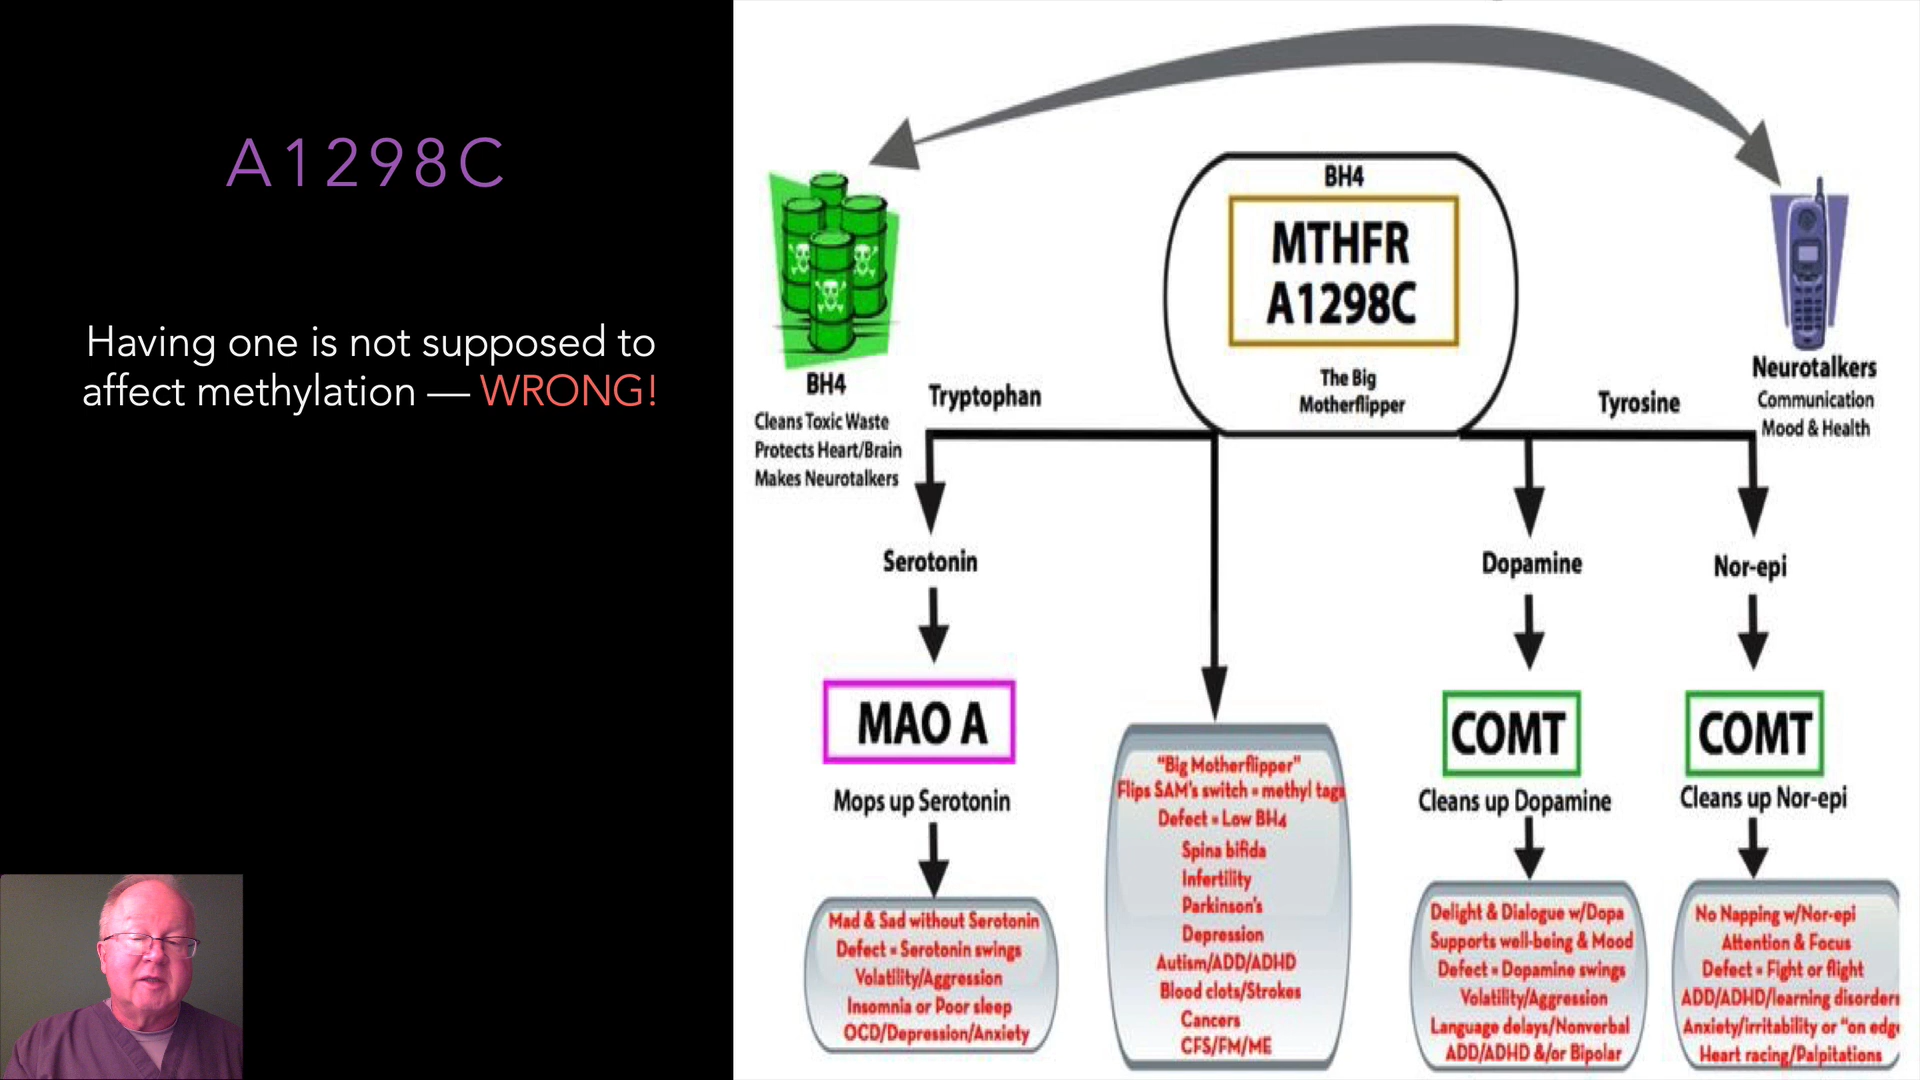 A1298C
Having one is not supposed to
affect methylation — WRONG!
BH4
MTHFR
A1298C
The Big
Motherflipper
BH4
Cleans Toxic Waste
Protects Heart/Brain
Makes Neurotalkers
Tryptophan
Tyrosine
Neurotalkers
Communication
Mood & Health
Serotonin
Dopamine
Nor-epi
MAO A
Mops up Serotonin
Mad & Sad without Serotonin
Defect = Serotonin swings
Volatility/Aggression
Insomnia or Poor sleep
OCD/Depression/Anxiety
"Big Motherflipper"
Flips SAM's switch = methyl tags
Defect = Low BH4
Spina bifida
Infertility
Parkinson's
Depression
Autism/ADD/ADHD
Blood clots/Strokes
Cancers
CFS/FM/ME
COMT
Cleans up Dopamine
Delight & Dialogue w/Dopa
Supports well-being & Mood
Defect = Dopamine swings
Volatility/Aggression
Language delays/Nonverbal
ADD/ADHD &/or Bipolar
COMT
Cleans up Nor-epi
No Napping w/Nor-epi
Attention & Focus
Defect = Fight or flight
ADD/ADHD/learning disorders
Anxiety/irritability or "on edge
Heart racing/Palpitations